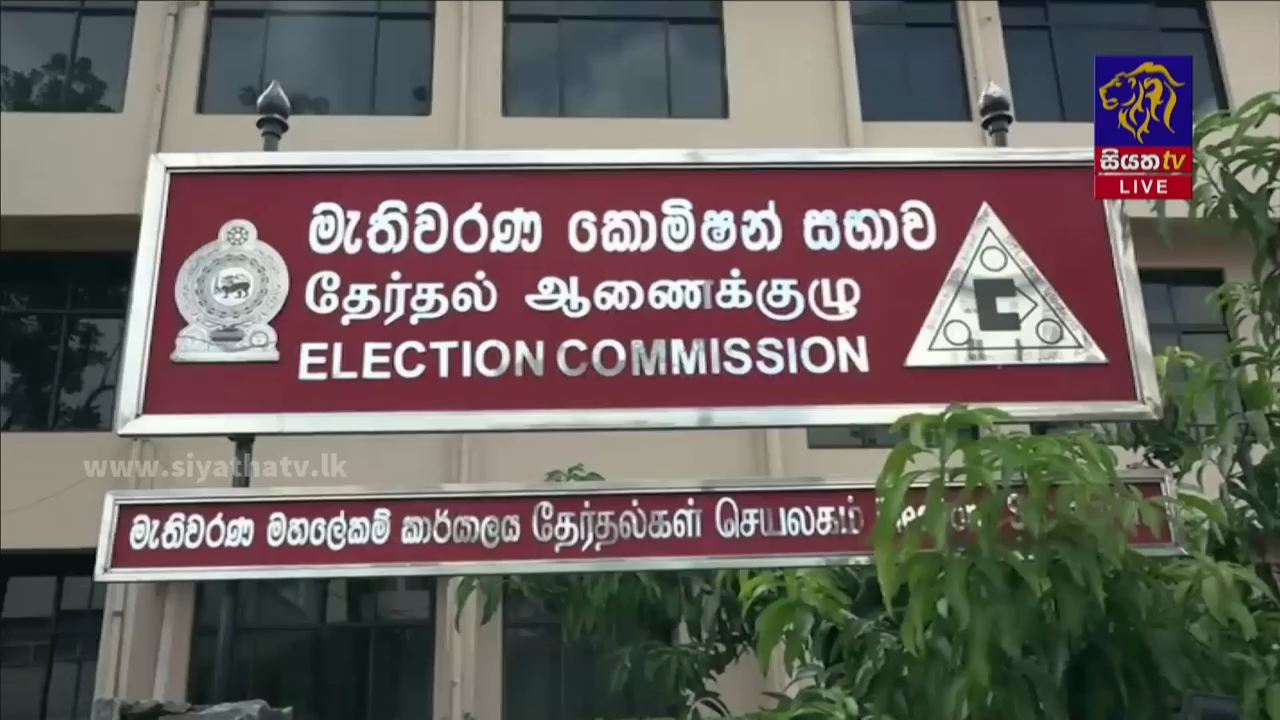 සියත tv
LIVE
මැතිවරණ කොමිෂන් සභාව
தேர்தல் ஆணைக்குழு
ELECTION COMMISSION
www.siyathatv.lk
මැතිවරණ මහලේකම් කාර්යාලය தேர்தல்கள் செயலகம்